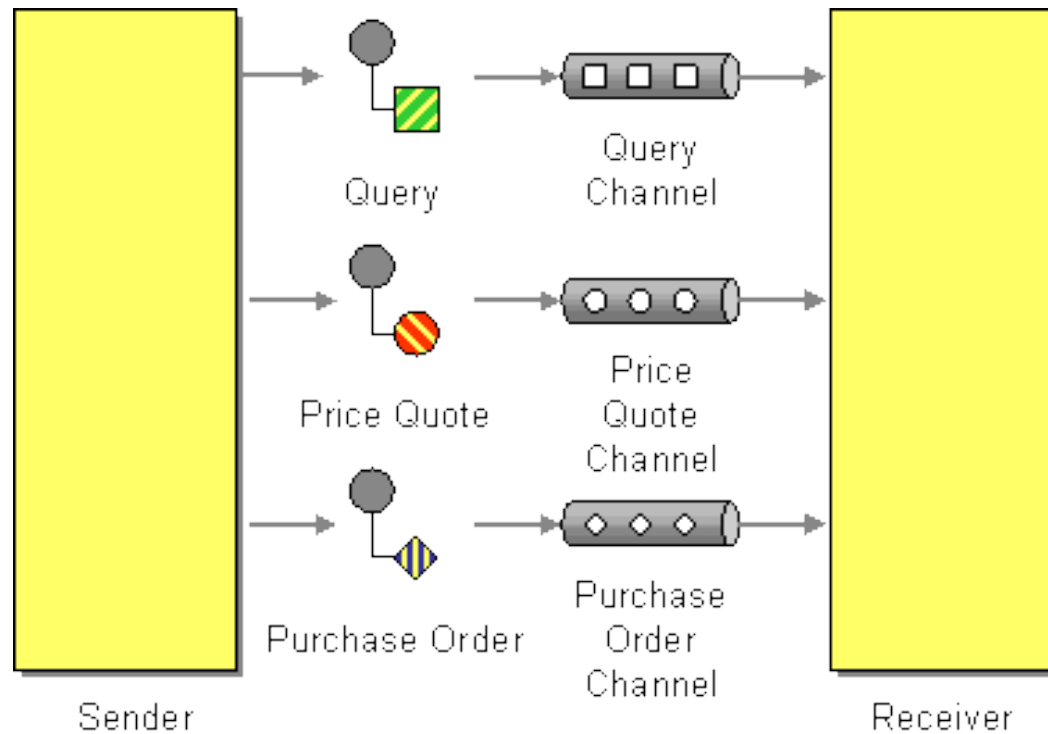 Query
Query
Channel
Price Quote
Price
Quote
Channel
Purchase Order
Purchase
Order
Channel
Sender
Receiver